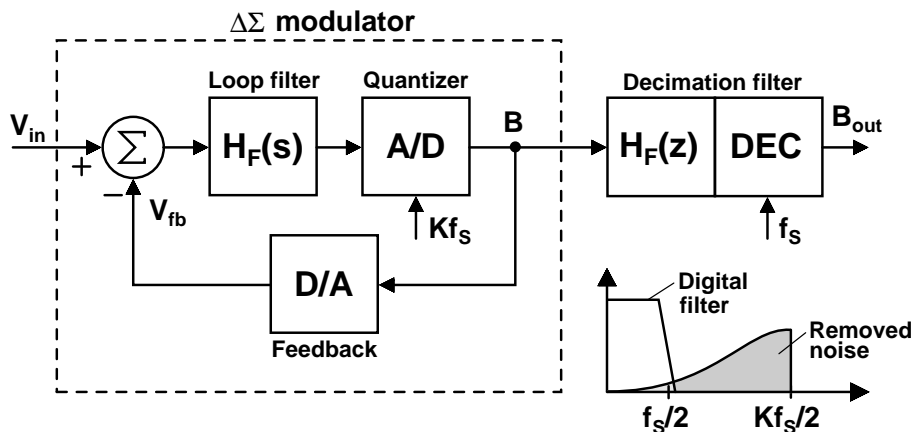 ΔΣ modulator
Loop filter
Quantizer
Decimation filter
V_in
+
−
Σ
H_F(s)
A/D
B
H_F(z)
DEC
B_out
V_fb
Kf_S
f_S
D/A
Feedback
Digital
filter
Removed
noise
f_S/2
Kf_S/2